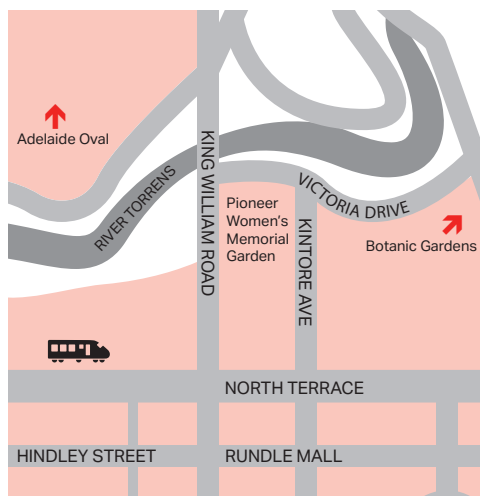 Adelaide Oval
KING WILLIAM ROAD
RIVER TORRENS
VICTORIA DRIVE
Pioneer
Women's
Memorial
Garden
KINTORE AVE
Botanic Gardens
NORTH TERRACE
HINDLEY STREET
RUNDLE MALL